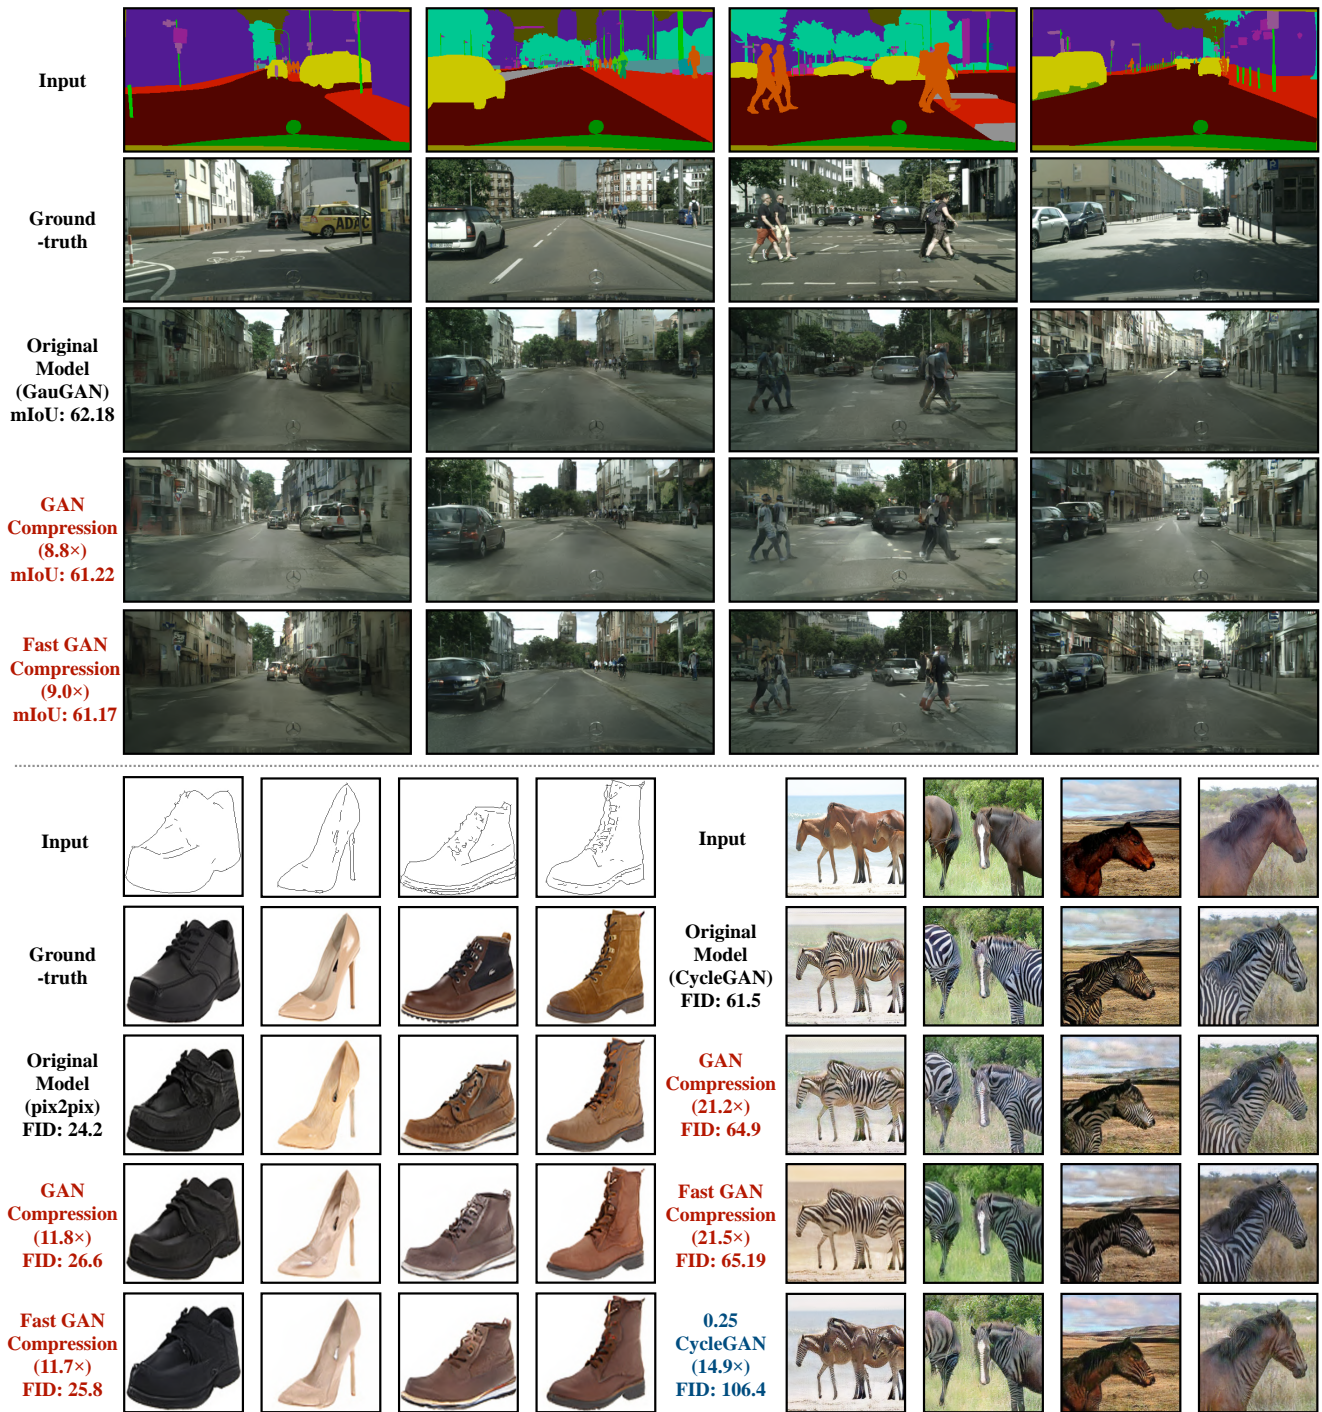 Input
Ground
-truth
ADAC
Original
Model
(GauGAN)
mIoU: 62.18
GAN
Compression
(8.8×)
mIoU: 61.22
Fast GAN
Compression
(9.0×)
mIoU: 61.17
Input
Ground
-truth
Original
Model
(pix2pix)
FID: 24.2
GAN
Compression
(11.8×)
FID: 26.6
Fast GAN
Compression
(11.7×)
FID: 25.8
Input
Original
Model
(CycleGAN)
FID: 61.5
GAN
Compression
(21.2×)
FID: 64.9
Fast GAN
Compression
(21.5×)
FID: 65.19
0.25
CycleGAN
(14.9×)
FID: 106.4